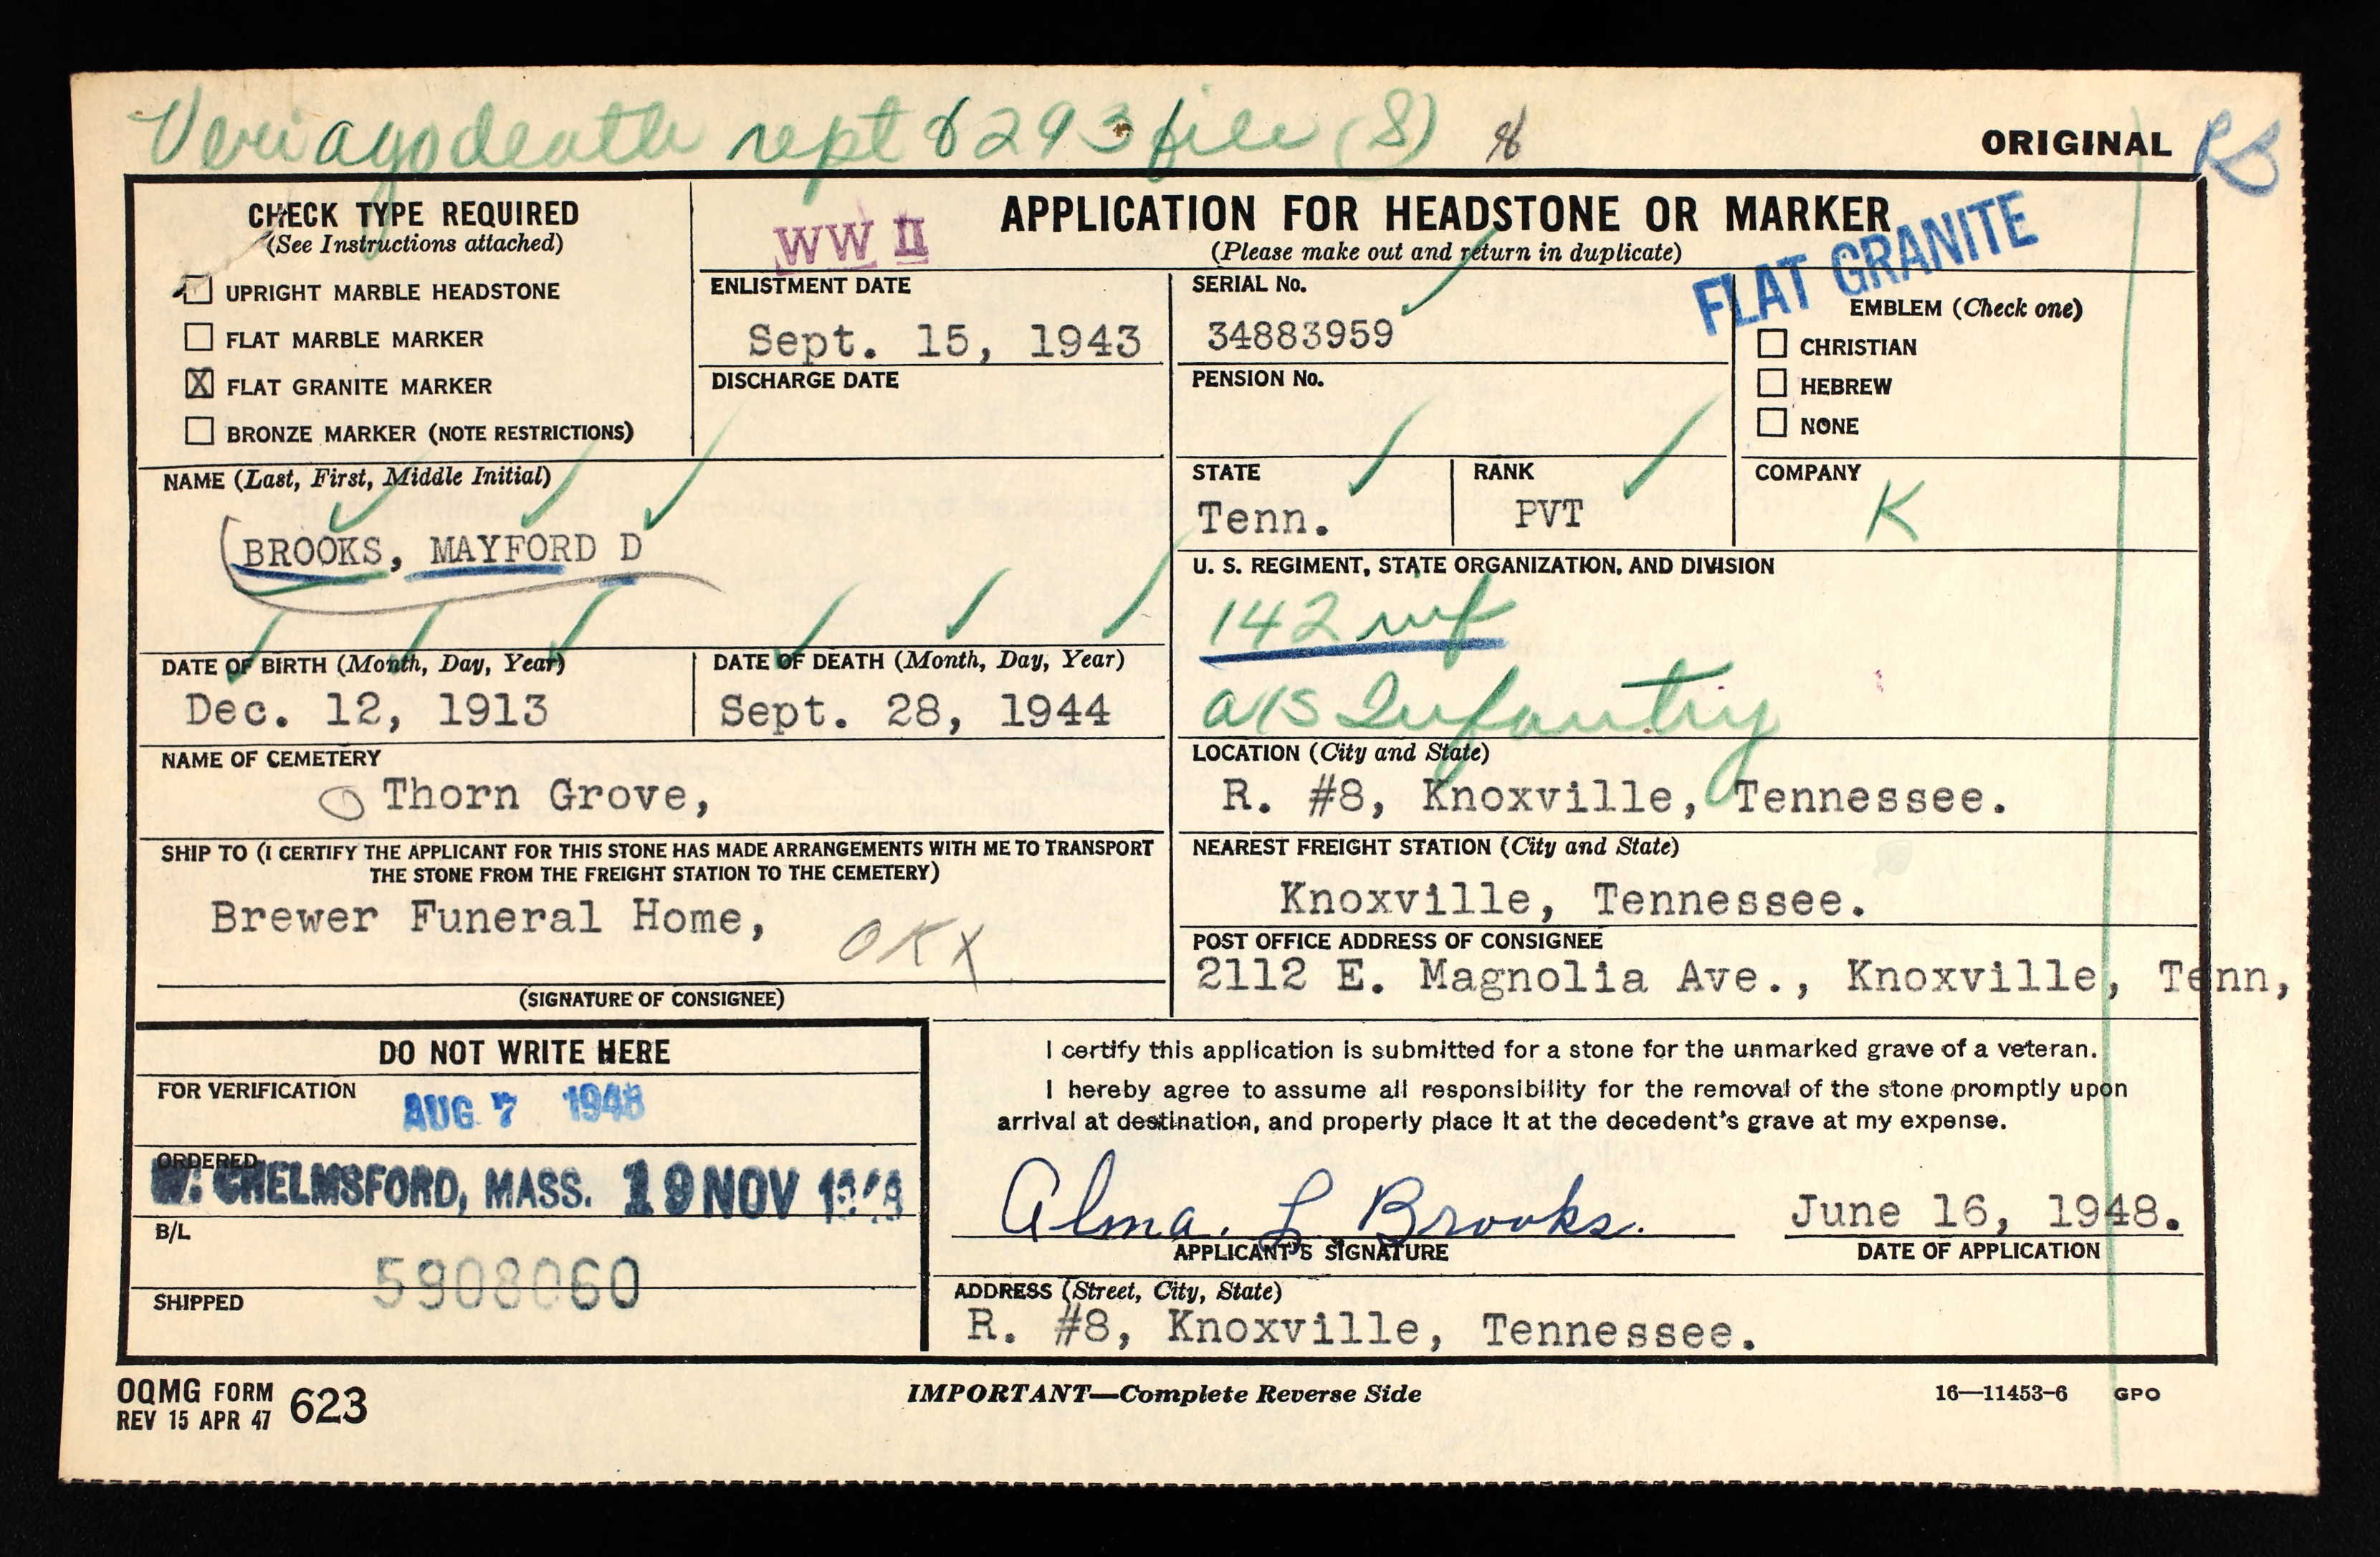 Veri ago death rept 8293 file (S) 8
ORIGINAL RB
CHECK TYPE REQUIRED
(See Instructions attached)
UPRIGHT MARBLE HEADSTONE
FLAT MARBLE MARKER
X FLAT GRANITE MARKER
BRONZE MARKER (NOTE RESTRICTIONS)
WW II
APPLICATION FOR HEADSTONE OR MARKER
(Please make out and return in duplicate)
FLAT GRANITE
ENLISTMENT DATE
Sept. 15, 1943
DISCHARGE DATE
SERIAL No.
34883959
PENSION No.
EMBLEM (Check one)
CHRISTIAN
HEBREW
NONE
NAME (Last, First, Middle Initial)
BROOKS, MAYFORD D
STATE
Tenn.
RANK
PVT
COMPANY
K
U. S. REGIMENT, STATE ORGANIZATION, AND DIVISION
142 inf
a/s Infantry
DATE OF BIRTH (Month, Day, Year)
Dec. 12, 1913
DATE OF DEATH (Month, Day, Year)
Sept. 28, 1944
NAME OF CEMETERY
Thorn Grove,
LOCATION (City and State)
R. #8, Knoxville, Tennessee.
SHIP TO (I CERTIFY THE APPLICANT FOR THIS STONE HAS MADE ARRANGEMENTS WITH ME TO TRANSPORT
THE STONE FROM THE FREIGHT STATION TO THE CEMETERY)
Brewer Funeral Home,
OKX
(SIGNATURE OF CONSIGNEE)
NEAREST FREIGHT STATION (City and State)
Knoxville, Tennessee.
POST OFFICE ADDRESS OF CONSIGNEE
2112 E. Magnolia Ave., Knoxville, Tenn,
DO NOT WRITE HERE
FOR VERIFICATION
AUG 7 1948
ORDERED
W. CHELMSFORD, MASS. 19 NOV 1948
B/L
5908060
SHIPPED
I certify this application is submitted for a stone for the unmarked grave of a veteran.
I hereby agree to assume all responsibility for the removal of the stone promptly upon
arrival at destination, and properly place it at the decedent's grave at my expense.
Alma. L Brooks.
APPLICANT'S SIGNATURE
June 16, 1948.
DATE OF APPLICATION
ADDRESS (Street, City, State)
R. #8, Knoxville, Tennessee.
OQMG FORM 623
REV 15 APR 47
IMPORTANT—Complete Reverse Side
16—11453-6 GPO